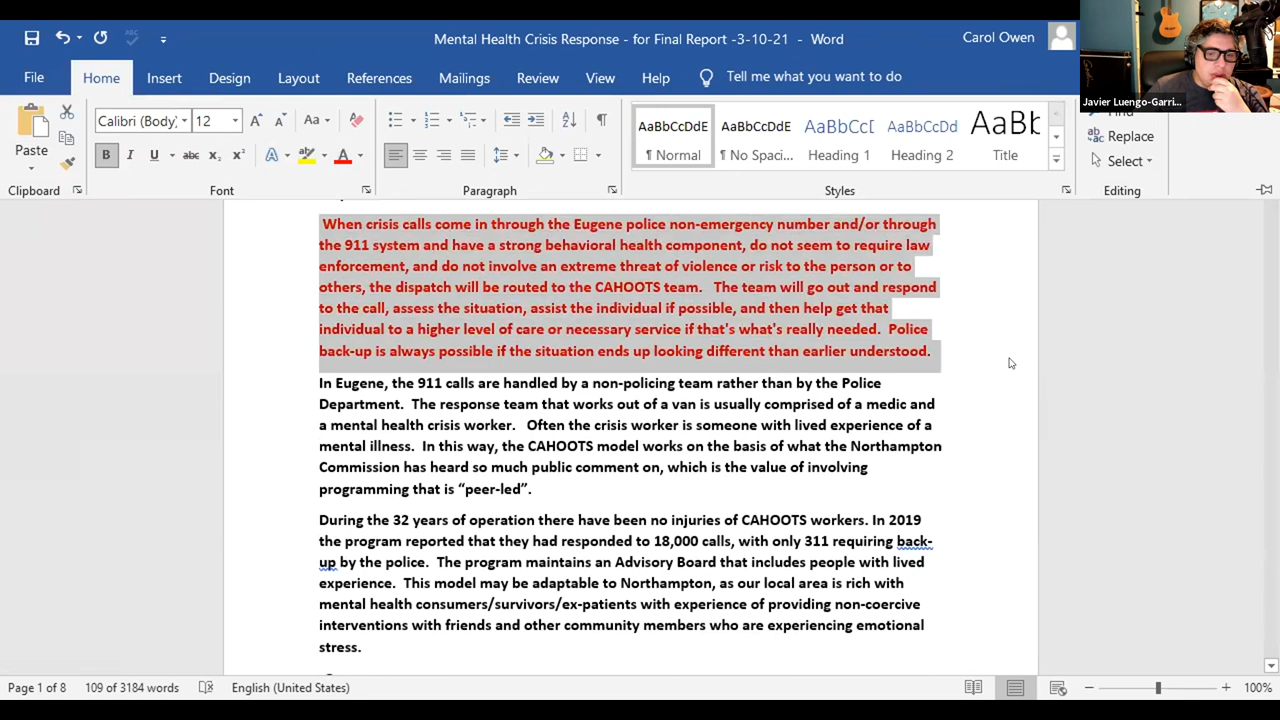 Mental Health Crisis Response - for Final Report -3-10-21 - Word
Carol Owen
Javier Luengo-Garri...
File Home Insert Design Layout References Mailings Review View Help Tell me what you want to do
Paste
Calibri (Body) 12
Aa
AaBbCcDdE AaBbCcDdE AaBbC( AaBbCcDd AaBb
¶ Normal ¶ No Spaci... Heading 1 Heading 2 Title
Replace
Select
Clipboard Font Paragraph Styles Editing
When crisis calls come in through the Eugene police non-emergency number and/or through
the 911 system and have a strong behavioral health component, do not seem to require law
enforcement, and do not involve an extreme threat of violence or risk to the person or to
others, the dispatch will be routed to the CAHOOTS team. The team will go out and respond
to the call, assess the situation, assist the individual if possible, and then help get that
individual to a higher level of care or necessary service if that's what's really needed. Police
back-up is always possible if the situation ends up looking different than earlier understood.
In Eugene, the 911 calls are handled by a non-policing team rather than by the Police
Department. The response team that works out of a van is usually comprised of a medic and
a mental health crisis worker. Often the crisis worker is someone with lived experience of a
mental illness. In this way, the CAHOOTS model works on the basis of what the Northampton
Commission has heard so much public comment on, which is the value of involving
programming that is “peer-led”.
During the 32 years of operation there have been no injuries of CAHOOTS workers. In 2019
the program reported that they had responded to 18,000 calls, with only 311 requiring back-
up by the police. The program maintains an Advisory Board that includes people with lived
experience. This model may be adaptable to Northampton, as our local area is rich with
mental health consumers/survivors/ex-patients with experience of providing non-coercive
interventions with friends and other community members who are experiencing emotional
stress.
Page 1 of 8 109 of 3184 words English (United States) 100%